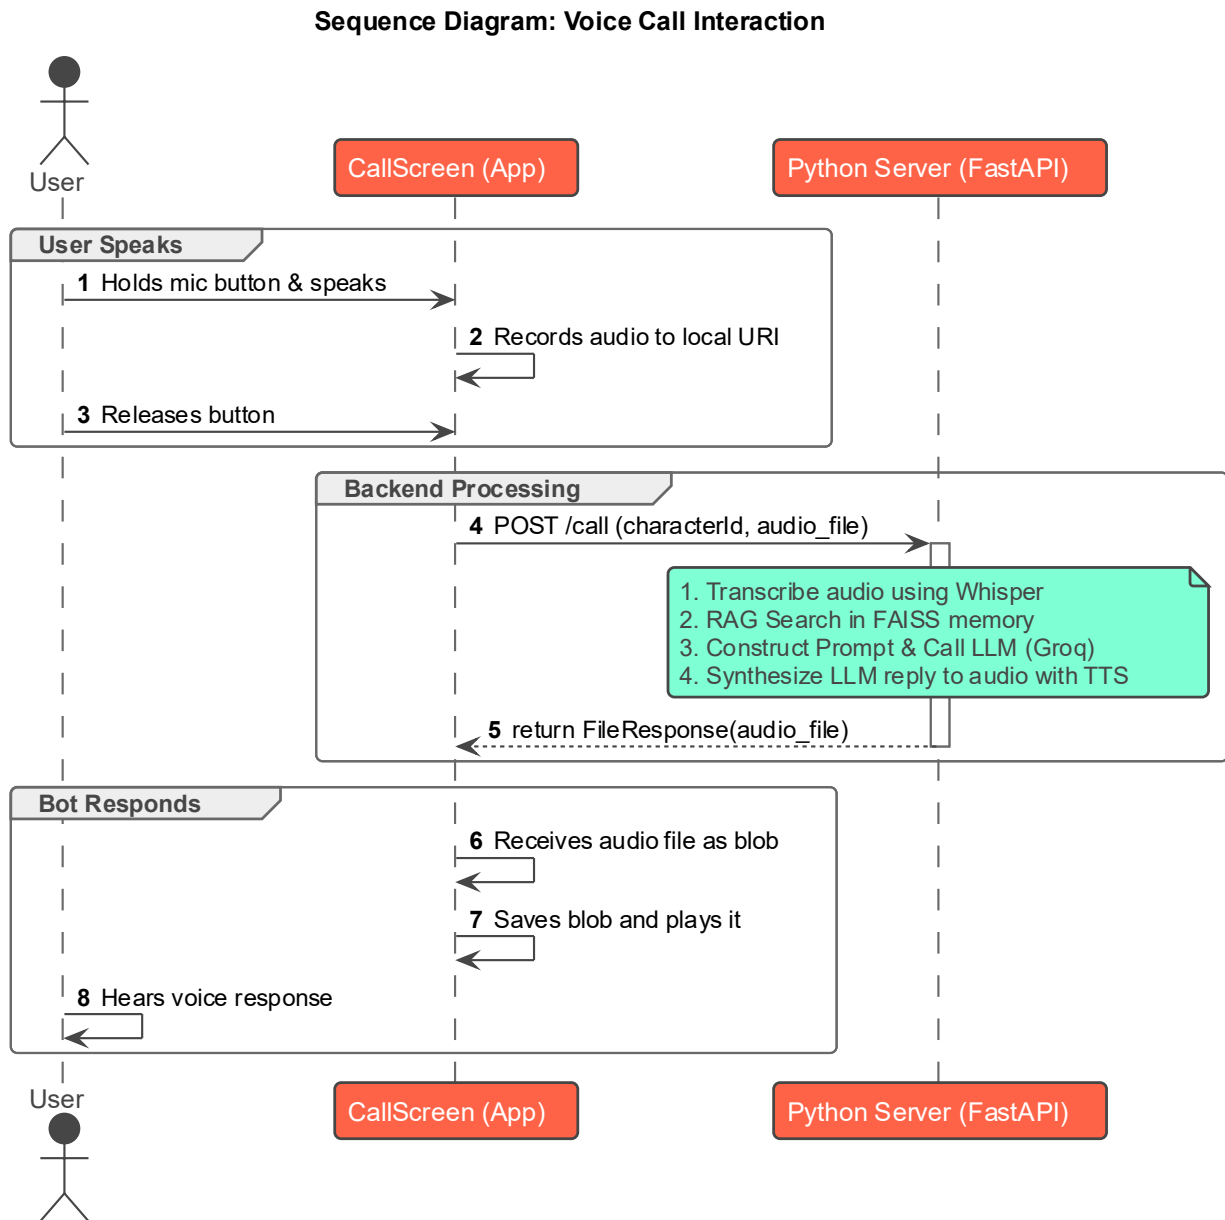 Sequence Diagram: Voice Call Interaction
User
CallScreen (App)
Python Server (FastAPI)
User Speaks
1 Holds mic button & speaks
2 Records audio to local URI
3 Releases button
Backend Processing
4 POST /call (characterId, audio_file)
1. Transcribe audio using Whisper
2. RAG Search in FAISS memory
3. Construct Prompt & Call LLM (Groq)
4. Synthesize LLM reply to audio with TTS
5 return FileResponse(audio_file)
Bot Responds
6 Receives audio file as blob
7 Saves blob and plays it
8 Hears voice response
User
CallScreen (App)
Python Server (FastAPI)